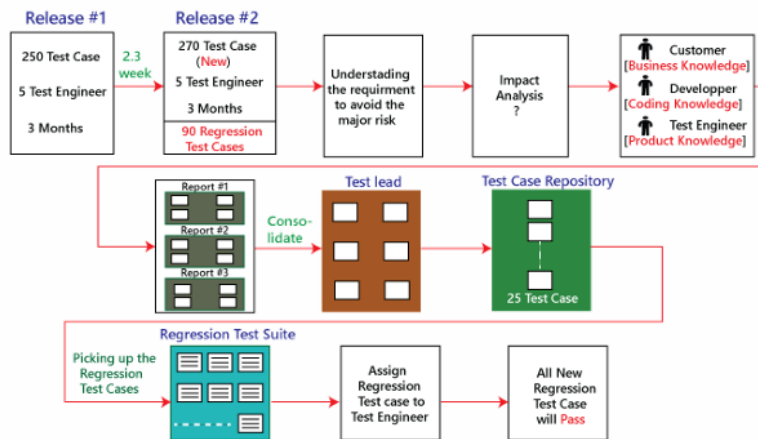 Release #1
250 Test Case
5 Test Engineer
3 Months
2.3
week
Release #2
270 Test Case
(New)
5 Test Engineer
3 Months
90 Regression
Test Cases
Understading
the requirment
to avoid the
major risk
Impact
Analysis
?
Customer
[Business Knowledge]
Developper
[Coding Knowledge]
Test Engineer
[Product Knowledge]
Report #1
Report #2
Report #3
Conso-
lidate
Test lead
Test Case Repository
25 Test Case
Picking up the
Regression
Test Cases
Regression Test Suite
Assign
Regression
Test case to
Test Engineer
All New
Regression
Test Case
will Pass